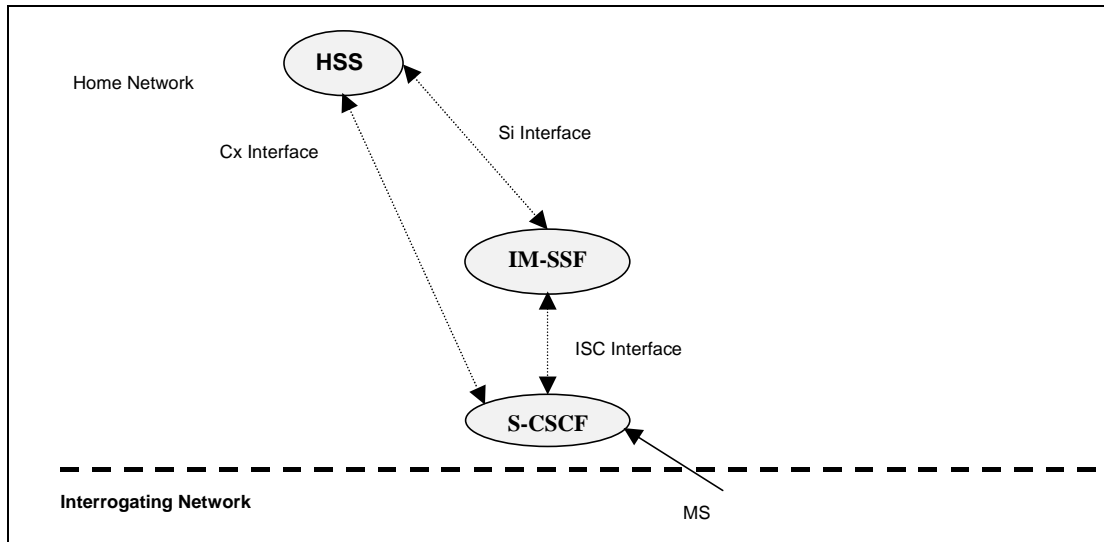 HSS
Home Network
Si Interface
Cx Interface
IM-SSF
ISC Interface
S-CSCF
Interrogating Network
MS